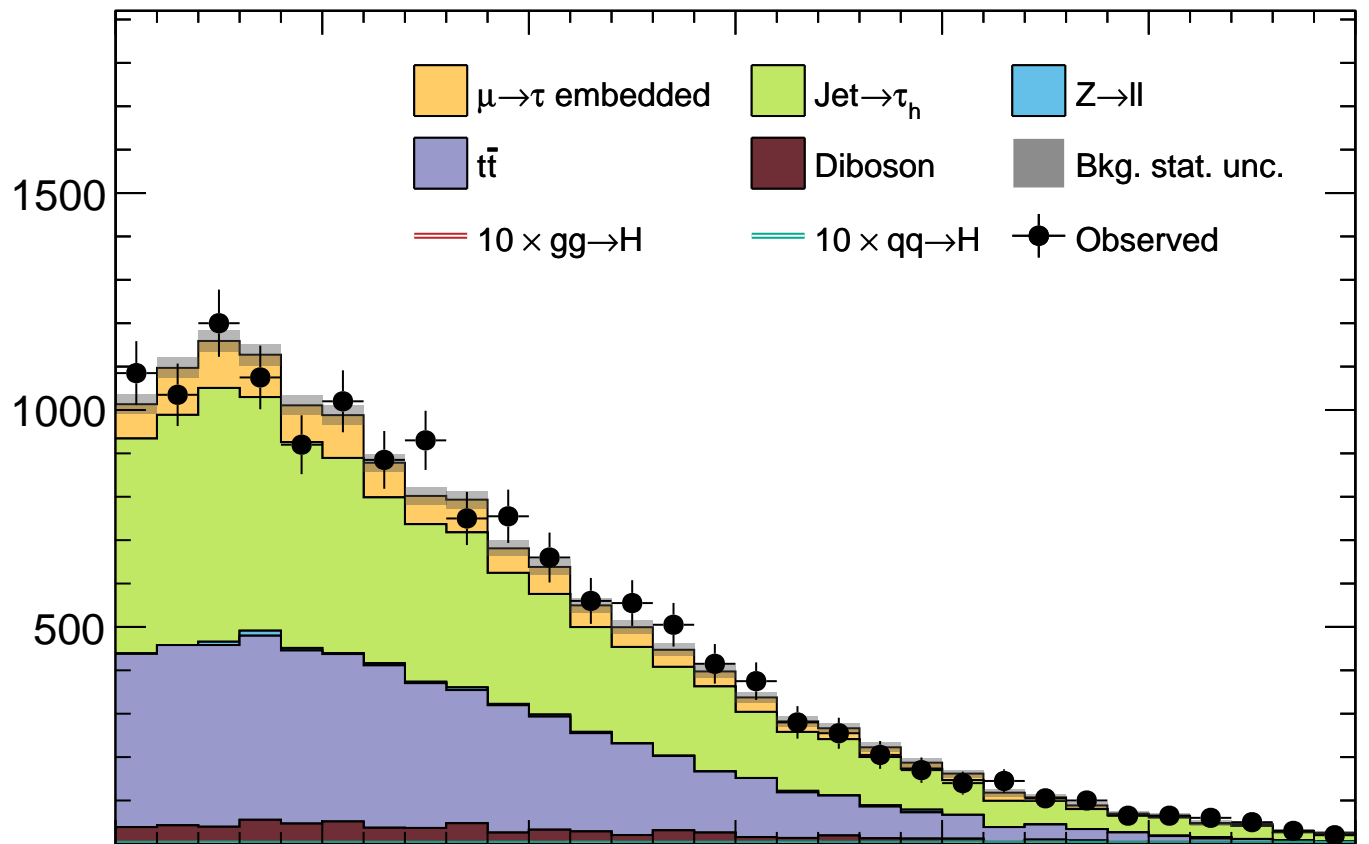 μ→τ embedded Jet→τₕ Z→ll
tt̄ Diboson Bkg. stat. unc.
10 × gg→H 10 × qq→H Observed
1500
1000
500